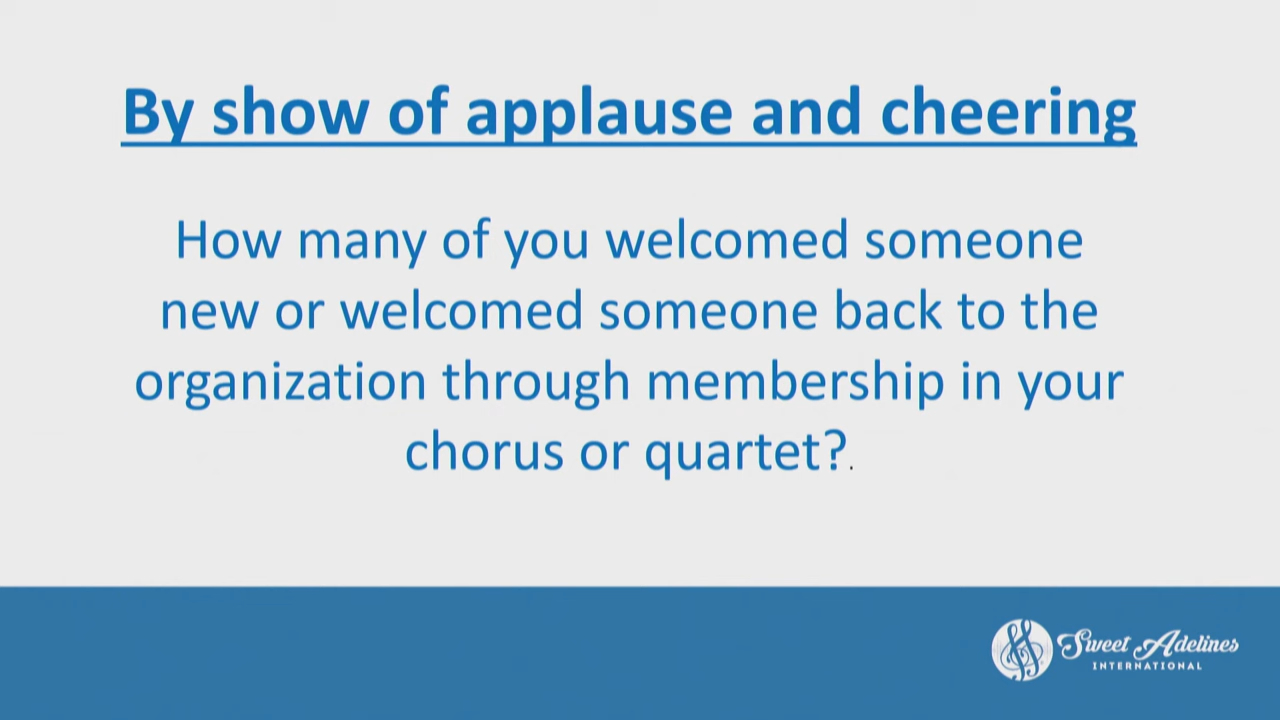 By show of applause and cheering
How many of you welcomed someone
new or welcomed someone back to the
organization through membership in your
chorus or quartet?.
Sweet Adelines
INTERNATIONAL